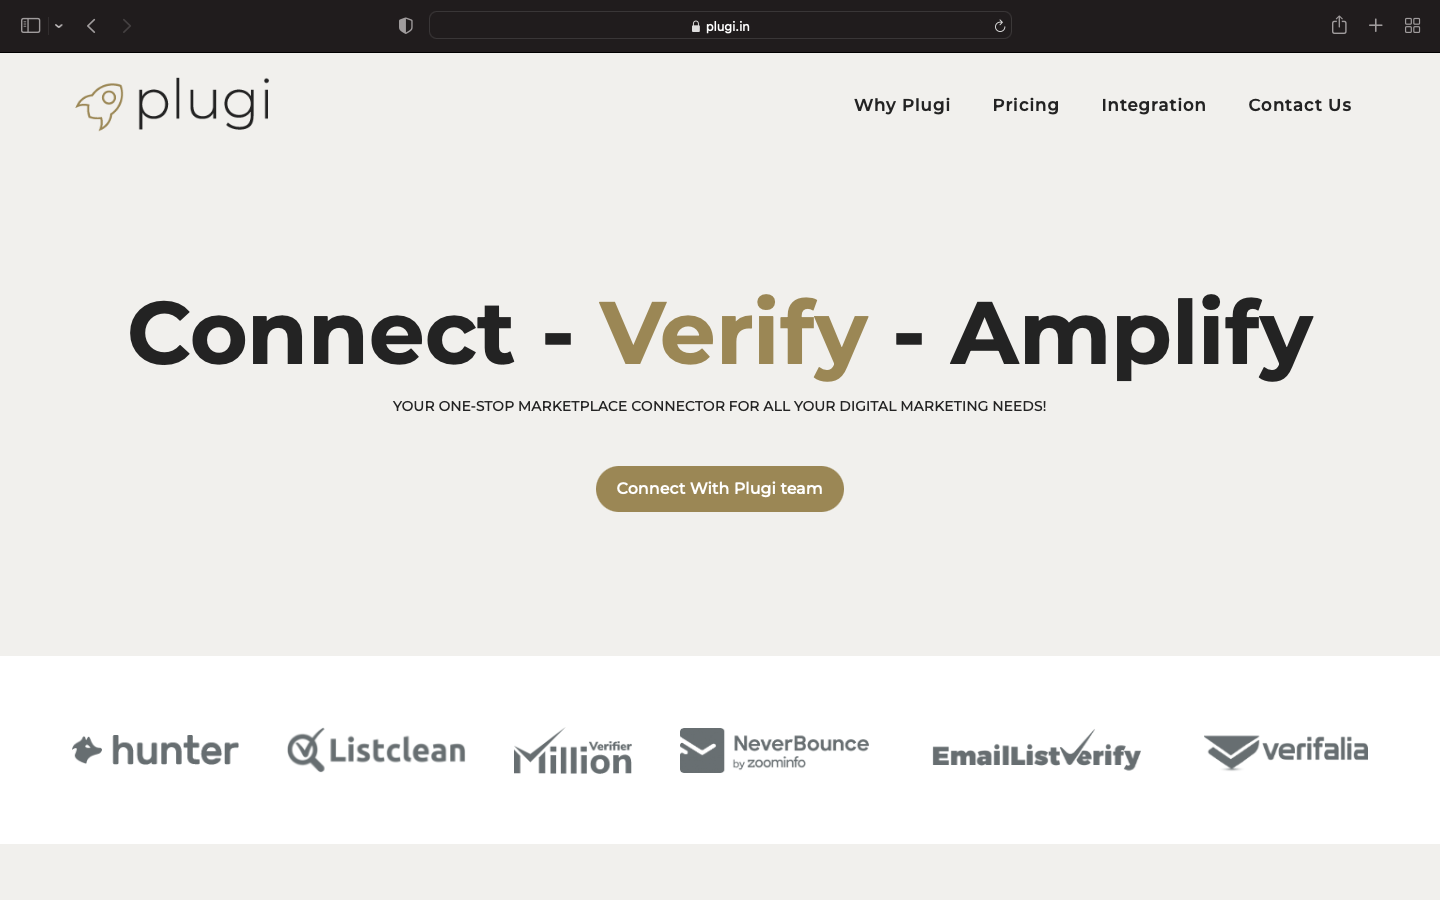 plugi.in
plugi
Why Plugi Pricing Integration Contact Us
Connect - Verify - Amplify
YOUR ONE-STOP MARKETPLACE CONNECTOR FOR ALL YOUR DIGITAL MARKETING NEEDS!
Connect With Plugi team
hunter
Listclean
Million Verifier
NeverBounce
by zoominfo
EmailListVerify
verifalia